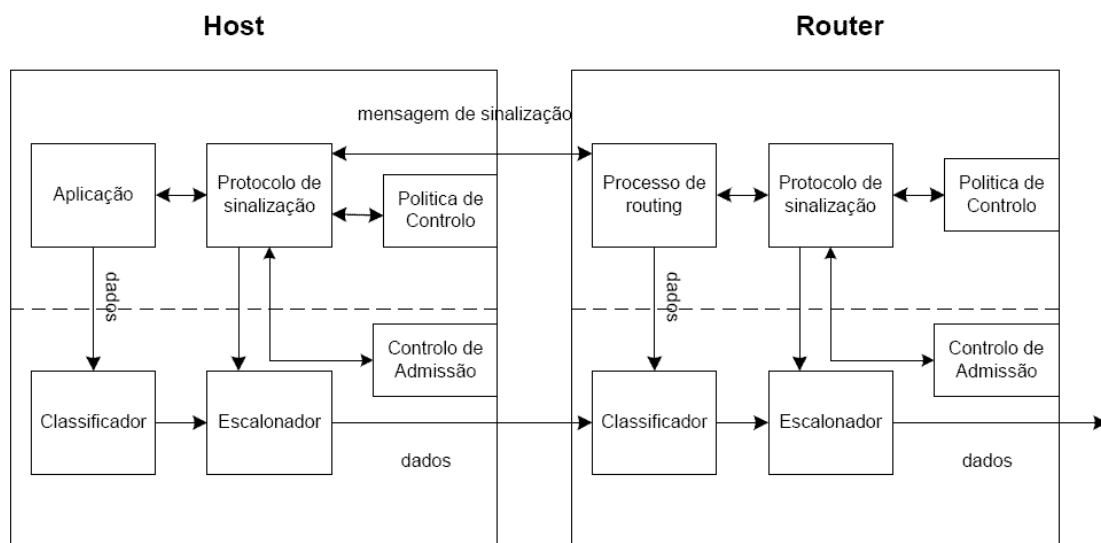 Host
Router
mensagem de sinalização
Aplicação
Protocolo de
sinalização
Politica de
Controlo
Processo de
routing
Protocolo de
sinalização
Politica de
Controlo
dados
dados
Controlo de
Admissão
Controlo de
Admissão
Classificador
Escalonador
Classificador
Escalonador
dados
dados